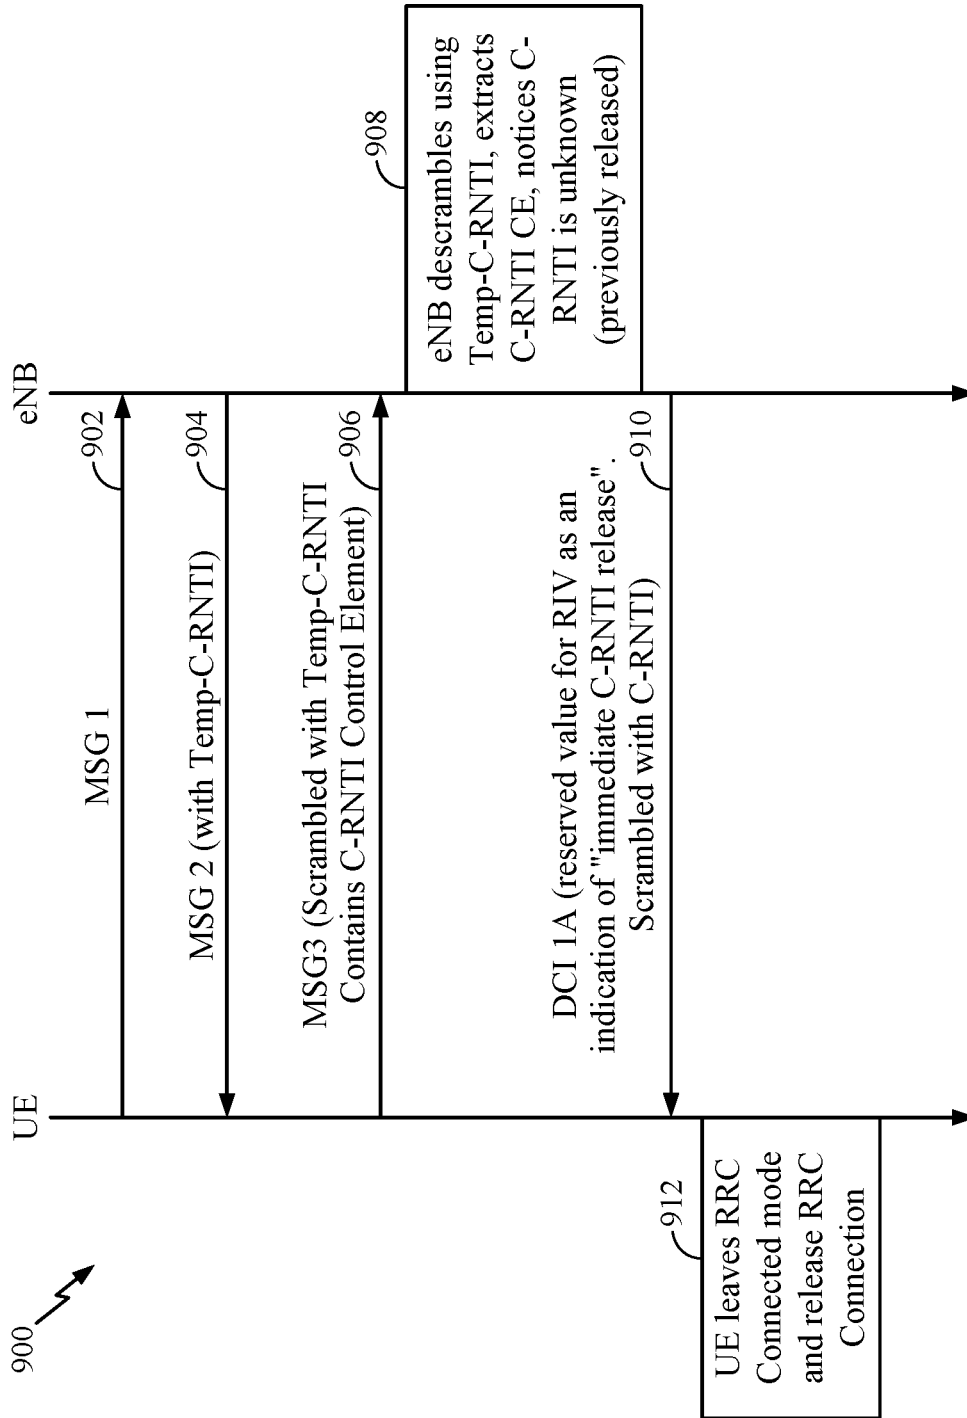 900
UE
eNB
MSG 1
902
MSG 2 (with Temp-C-RNTI)
904
MSG3 (Scrambled with Temp-C-RNTI
Contains C-RNTI Control Element)
906
908
eNB descrambles using
Temp-C-RNTI, extracts
C-RNTI CE, notices C-
RNTI is unknown
(previously released)
DCI 1A (reserved value for RIV as an
indication of "immediate C-RNTI release".
Scrambled with C-RNTI)
910
912
UE leaves RRC
Connected mode
and release RRC
Connection